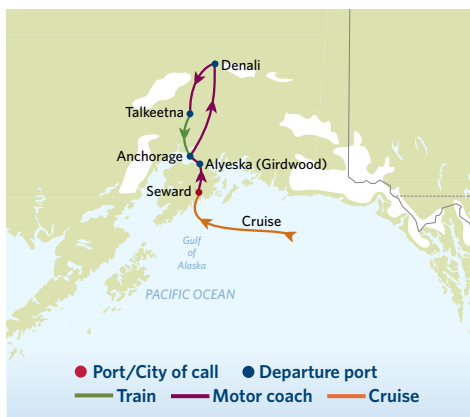 Denali
Talkeetna
Anchorage
Alyeska (Girdwood)
Seward
Cruise
Gulf
of
Alaska
PACIFIC OCEAN
Port/City of call
Departure port
Train
Motor coach
Cruise